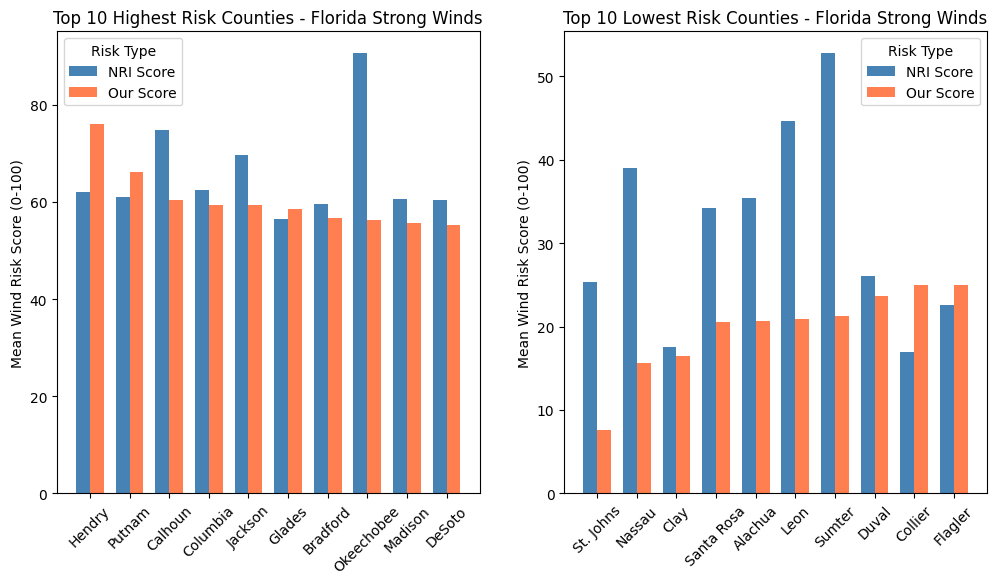 Top 10 Highest Risk Counties - Florida Strong Winds
Risk Type
NRI Score
Our Score
Mean Wind Risk Score (0-100)
80
60
40
20
0
Hendry
Putnam
Calhoun
Columbia
Jackson
Glades
Bradford
Okeechobee
Madison
DeSoto
Top 10 Lowest Risk Counties - Florida Strong Winds
Risk Type
NRI Score
Our Score
Mean Wind Risk Score (0-100)
50
40
30
20
10
0
St. Johns
Nassau
Clay
Santa Rosa
Alachua
Leon
Sumter
Duval
Collier
Flagler